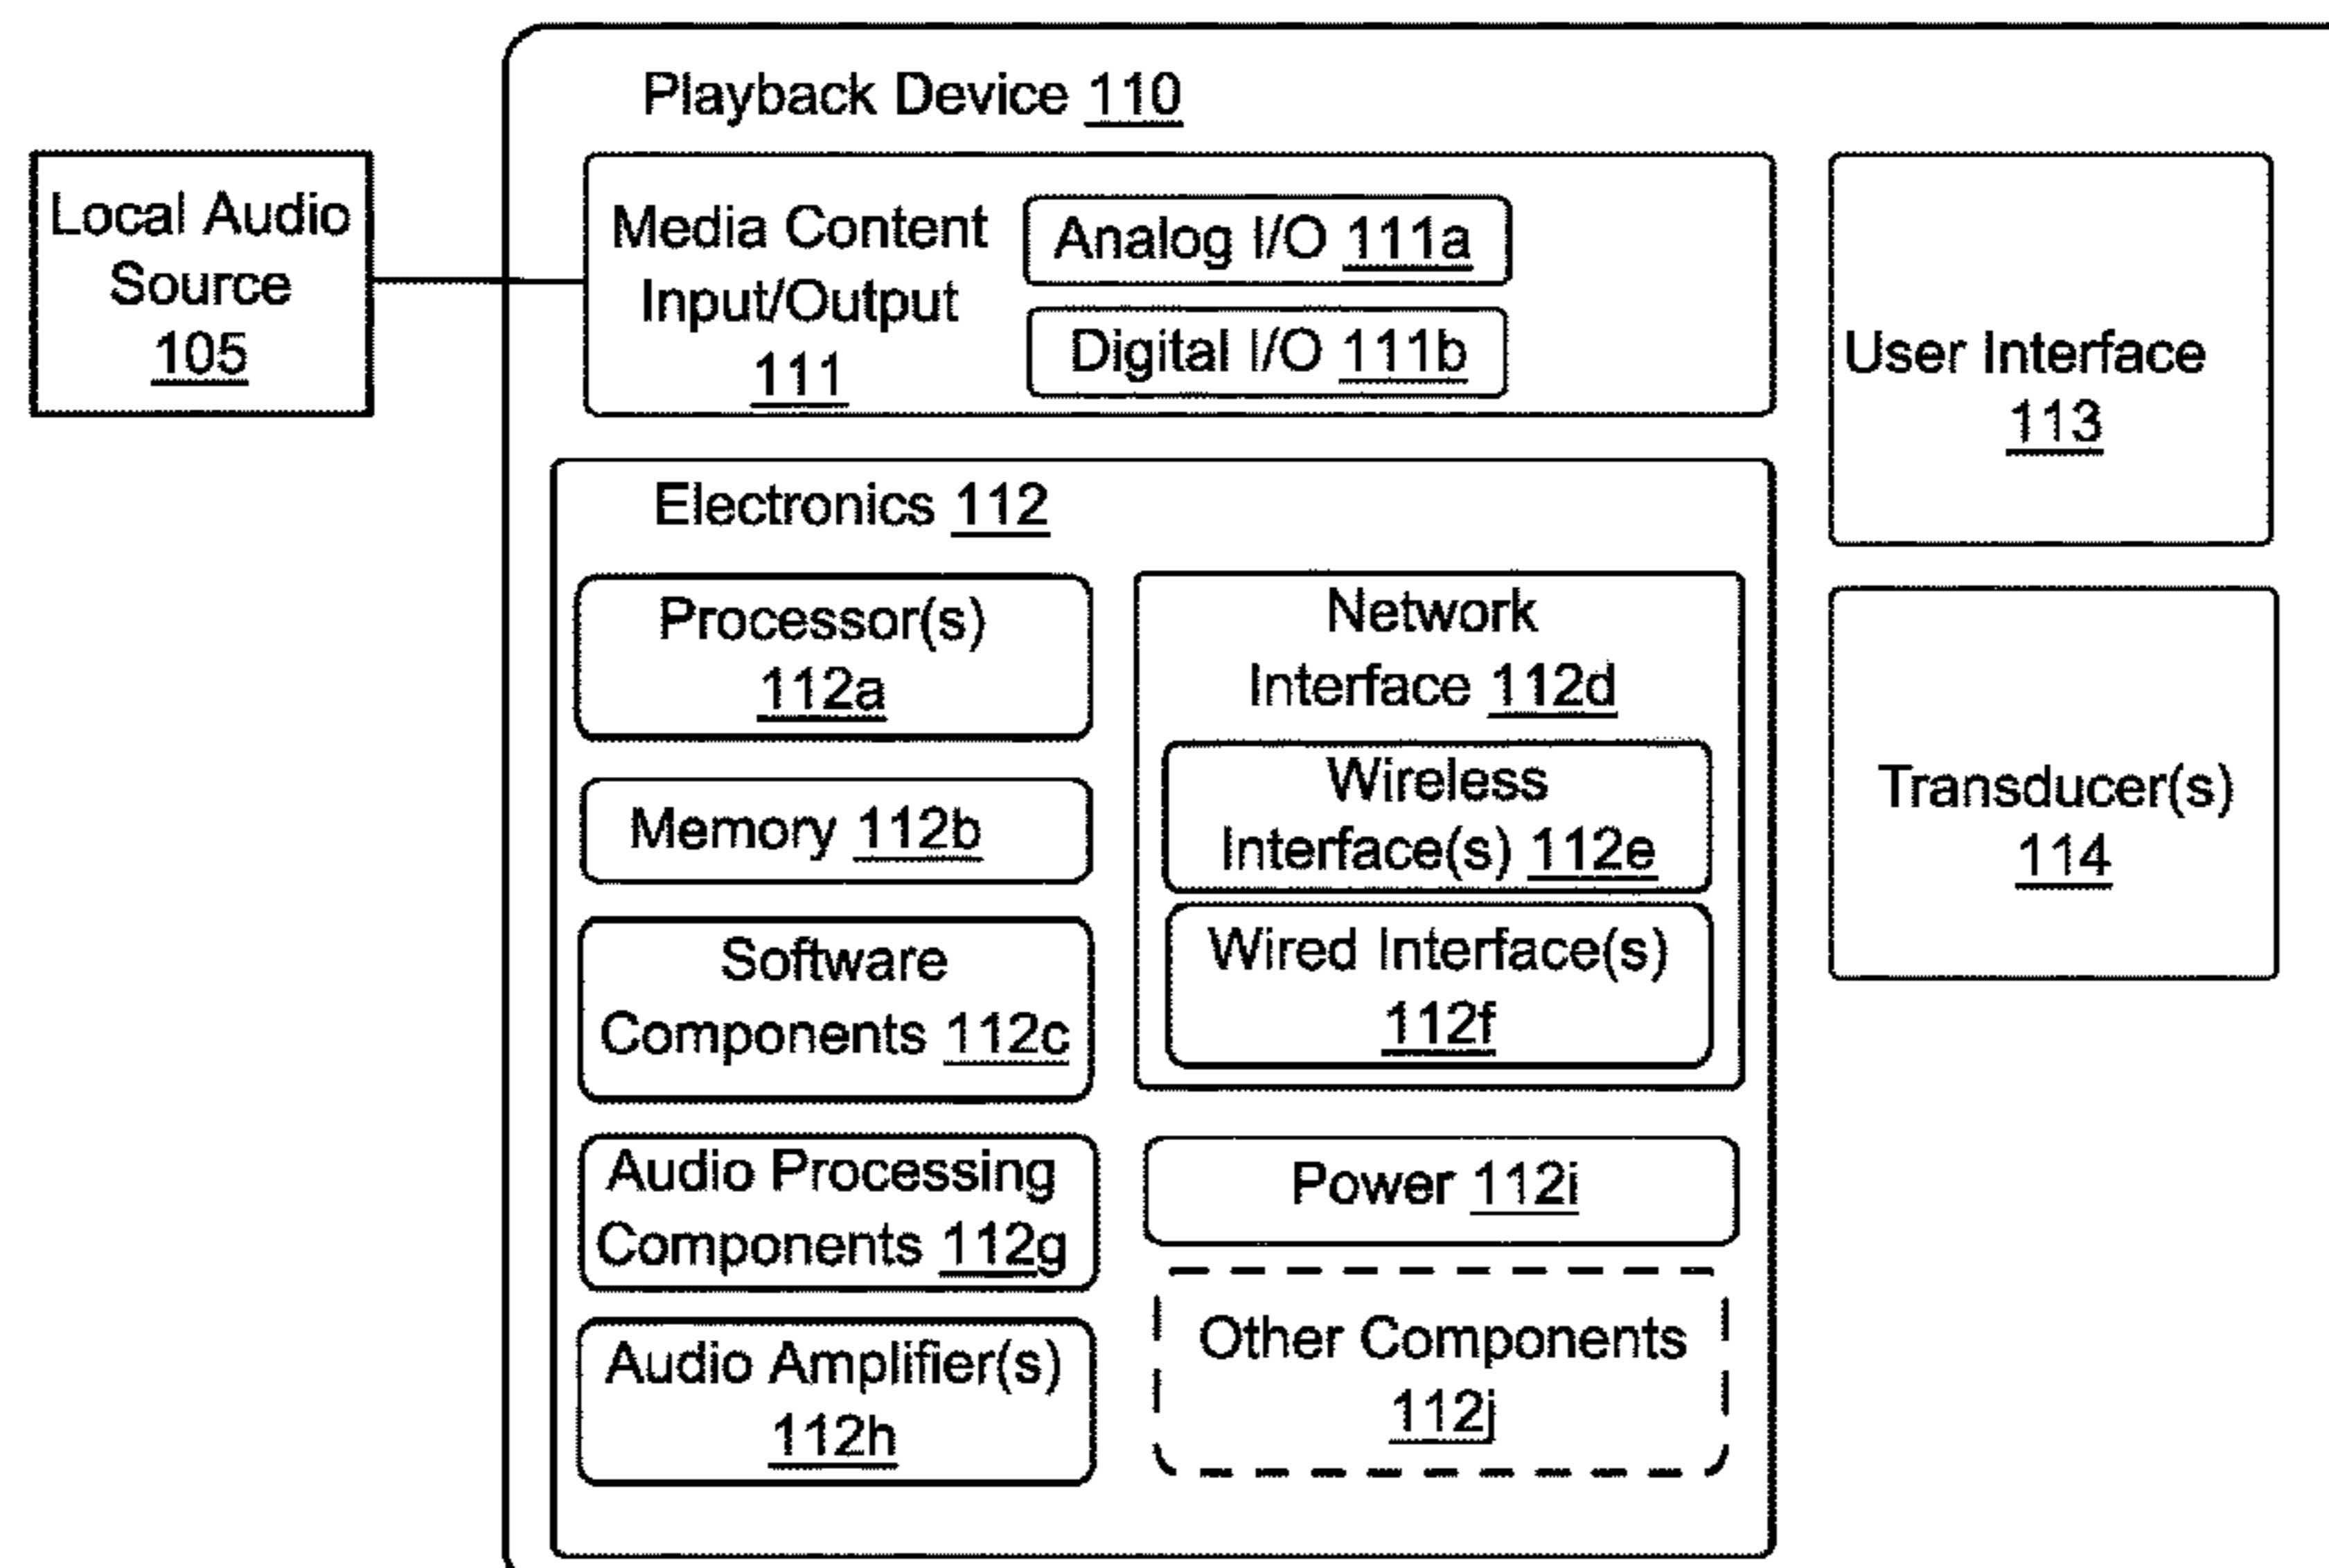 Playback Device 110
Local Audio
Source
105
Media Content
Input/Output
111
Analog I/O 111a
Digital I/O 111b
User Interface
113
Electronics 112
Processor(s)
112a
Memory 112b
Software
Components 112c
Audio Processing
Components 112g
Audio Amplifier(s)
112h
Network
Interface 112d
Wireless
Interface(s) 112e
Wired Interface(s)
112f
Power 112i
Other Components
112j
Transducer(s)
114